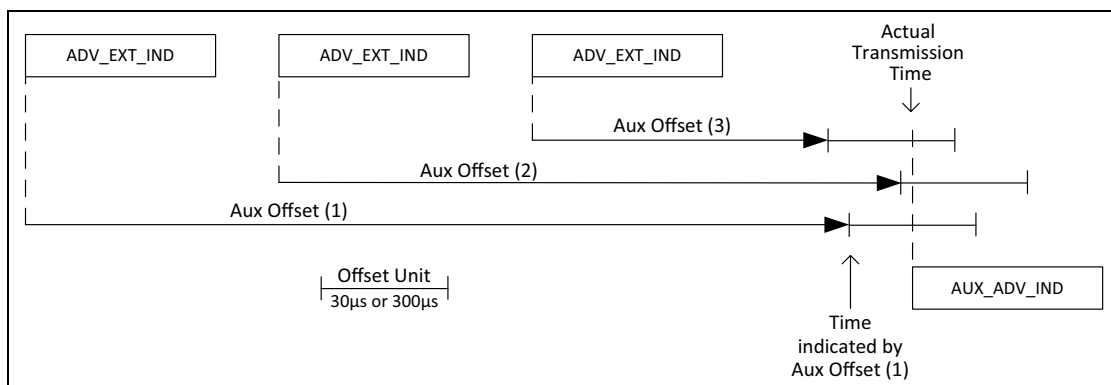 ADV_EXT_IND
ADV_EXT_IND
ADV_EXT_IND
Actual
Transmission
Time
Aux Offset (3)
Aux Offset (2)
Aux Offset (1)
Offset Unit
30µs or 300µs
AUX_ADV_IND
Time
indicated by
Aux Offset (1)